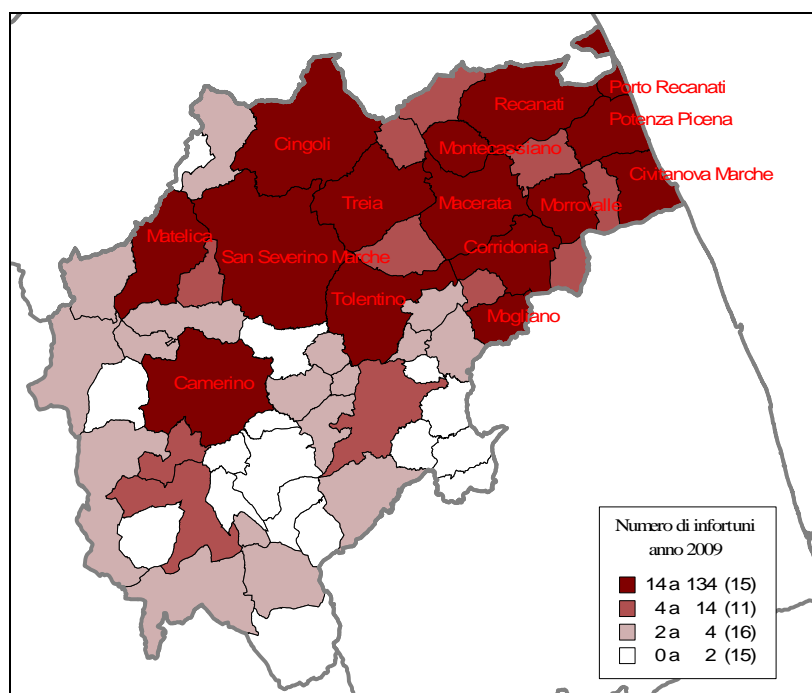 Porto Recanati
Recanati
Potenza Picena
Cingoli
Montecassiano
Civitanova Marche
Treia
Macerata
Morrovalle
Matelica
San Severino Marche
Corridonia
Tolentino
Mogliano
Camerino
Numero di infortuni
anno 2009
14 a 134 (15)
4 a 14 (11)
2 a 4 (16)
0 a 2 (15)